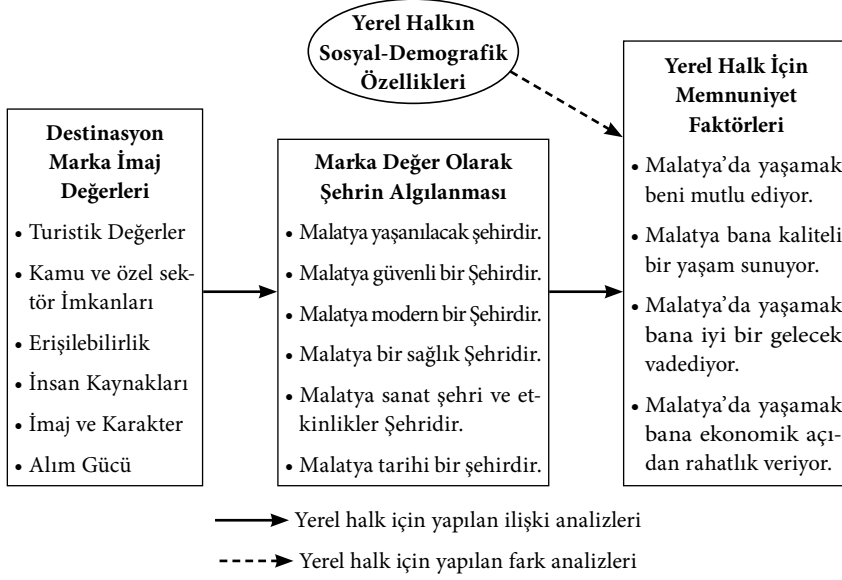 Yerel Halkın
Sosyal-Demografik
Özellikleri
Destinasyon
Marka İmaj
Değerleri
• Turistik Değerler
• Kamu ve özel sek-
tör İmkanları
• Erişilebilirlik
• İnsan Kaynakları
• İmaj ve Karakter
• Alım Gücü
Marka Değer Olarak
Şehrin Algılanması
• Malatya yaşanılacak şehirdir.
• Malatya güvenli bir Şehirdir.
• Malatya modern bir Şehirdir.
• Malatya bir sağlık Şehridir.
• Malatya sanat şehri ve et-
kinlikler Şehridir.
• Malatya tarihi bir şehirdir.
Yerel Halk İçin
Memnuniyet
Faktörleri
• Malatya’da yaşamak
beni mutlu ediyor.
• Malatya bana kaliteli
bir yaşam sunuyor.
• Malatya’da yaşamak
bana iyi bir gelecek
vadediyor.
• Malatya’da yaşamak
bana ekonomik açı-
dan rahatlık veriyor.
Yerel halk için yapılan ilişki analizleri
Yerel halk için yapılan fark analizleri